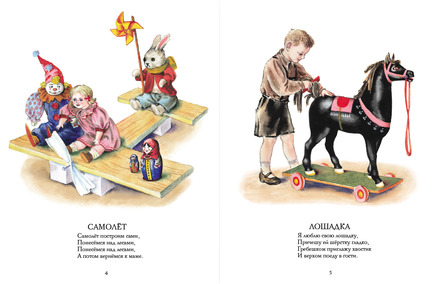 САМОЛЁТ
Самолёт построим сами,
Понесёмся над лесами,
Понесёмся над лесами,
А потом вернёмся к маме.
4
ЛОШАДКА
Я люблю свою лошадку,
Причешу ей шёрстку гладко,
Гребешком приглажу хвостик
И верхом поеду в гости.
5